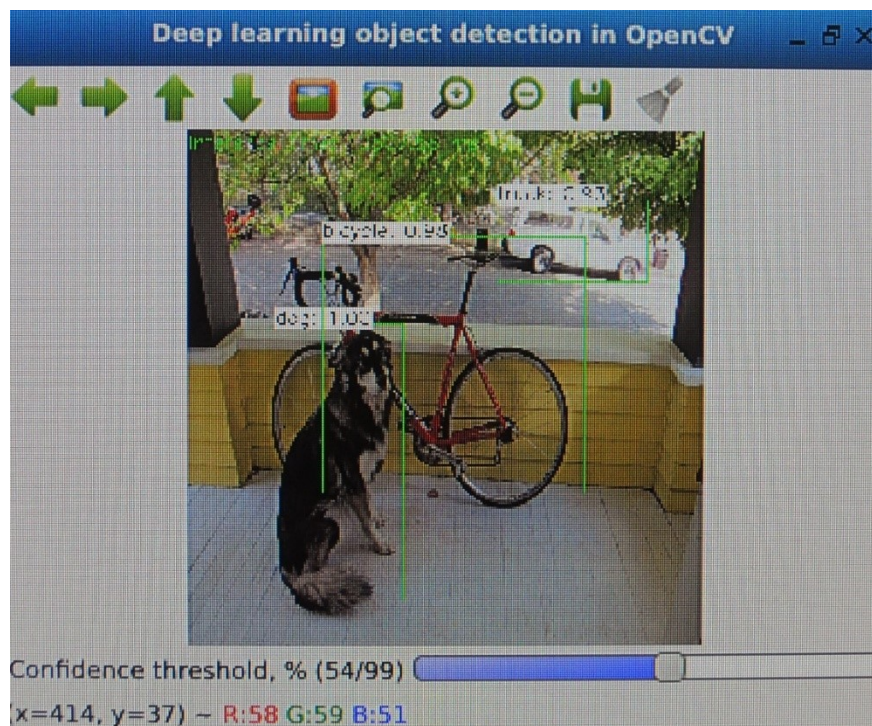 Deep learning object detection in OpenCV
truck: 0.93
bicycle: 0.98
dog: 1.00
Confidence threshold, % (54/99)
(x=414, y=37) ~ R:58 G:59 B:51